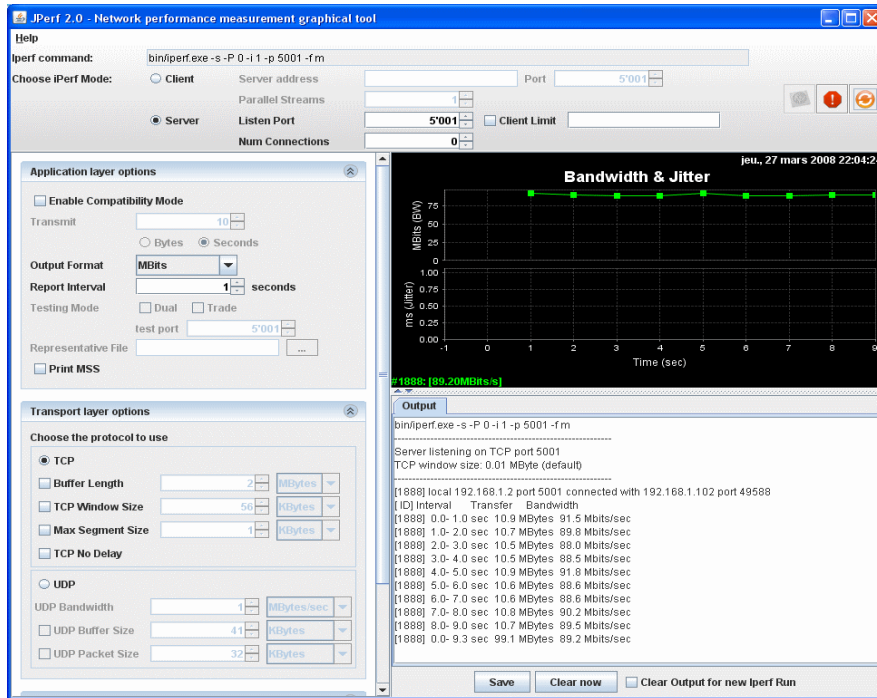 JPerf 2.0 - Network performance measurement graphical tool
Help
Iperf command: bin/iperf.exe -s -P 0 -i 1 -p 5001 -f m
Choose iPerf Mode: Client Server address Port 5'001
Parallel Streams 1
Server Listen Port 5'001 Client Limit
Num Connections 0
Application layer options
Enable Compatibility Mode
Transmit 10
Bytes Seconds
Output Format MBits
Report Interval 1 seconds
Testing Mode Dual Trade
test port 5'001
Representative File ...
Print MSS
Transport layer options
Choose the protocol to use
TCP
Buffer Length 2 MBytes
TCP Window Size 56 KBytes
Max Segment Size 1 KBytes
TCP No Delay
UDP
UDP Bandwidth 1 MBytes/sec
UDP Buffer Size 41 KBytes
UDP Packet Size 32 KBytes
jeu., 27 mars 2008 22:04:24
Bandwidth & Jitter
MBits (BW)
75
50
25
0
ms (Jitter)
1.00
0.75
0.50
0.25
0.00
-1 0 1 2 3 4 5 6 7 8 9
Time (sec)
#1888: [89.20MBits/s]
Output
bin/iperf.exe -s -P 0 -i 1 -p 5001 -f m
------------------------------------------------------------
Server listening on TCP port 5001
TCP window size: 0.01 MByte (default)
------------------------------------------------------------
[1888] local 192.168.1.2 port 5001 connected with 192.168.1.102 port 49588
[ ID] Interval Transfer Bandwidth
[1888] 0.0- 1.0 sec 10.9 MBytes 91.5 Mbits/sec
[1888] 1.0- 2.0 sec 10.7 MBytes 89.8 Mbits/sec
[1888] 2.0- 3.0 sec 10.5 MBytes 88.0 Mbits/sec
[1888] 3.0- 4.0 sec 10.5 MBytes 88.5 Mbits/sec
[1888] 4.0- 5.0 sec 10.9 MBytes 91.8 Mbits/sec
[1888] 5.0- 6.0 sec 10.6 MBytes 88.6 Mbits/sec
[1888] 6.0- 7.0 sec 10.6 MBytes 88.6 Mbits/sec
[1888] 7.0- 8.0 sec 10.8 MBytes 90.2 Mbits/sec
[1888] 8.0- 9.0 sec 10.7 MBytes 89.5 Mbits/sec
[1888] 0.0- 9.3 sec 99.1 MBytes 89.2 Mbits/sec
Save Clear now Clear Output for new Iperf Run